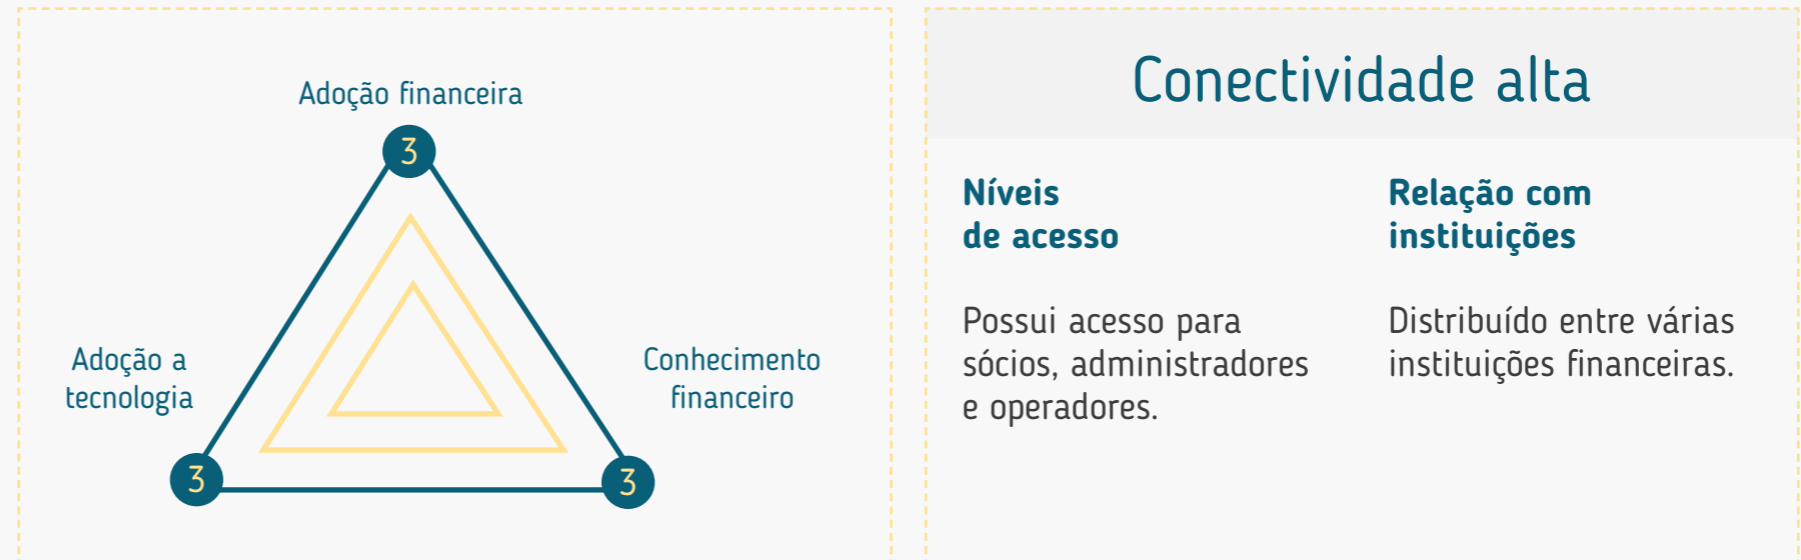 Adoção financeira
3
Adoção a
tecnologia
Conhecimento
financeiro
3
3
Conectividade alta
Níveis
de acesso
Possui acesso para
sócios, administradores
e operadores.
Relação com
instituições
Distribuído entre várias
instituições financeiras.